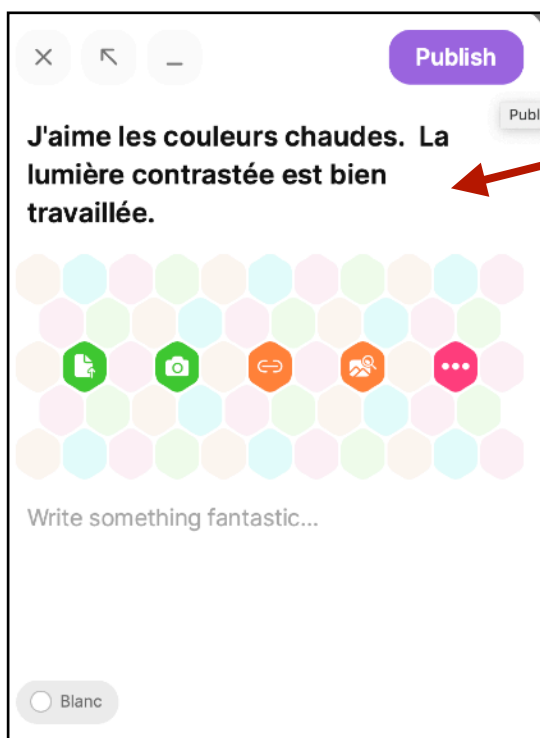 Publish
Publ
J'aime les couleurs chaudes.  La
lumière contrastée est bien
travaillée.
Write something fantastic...
Blanc